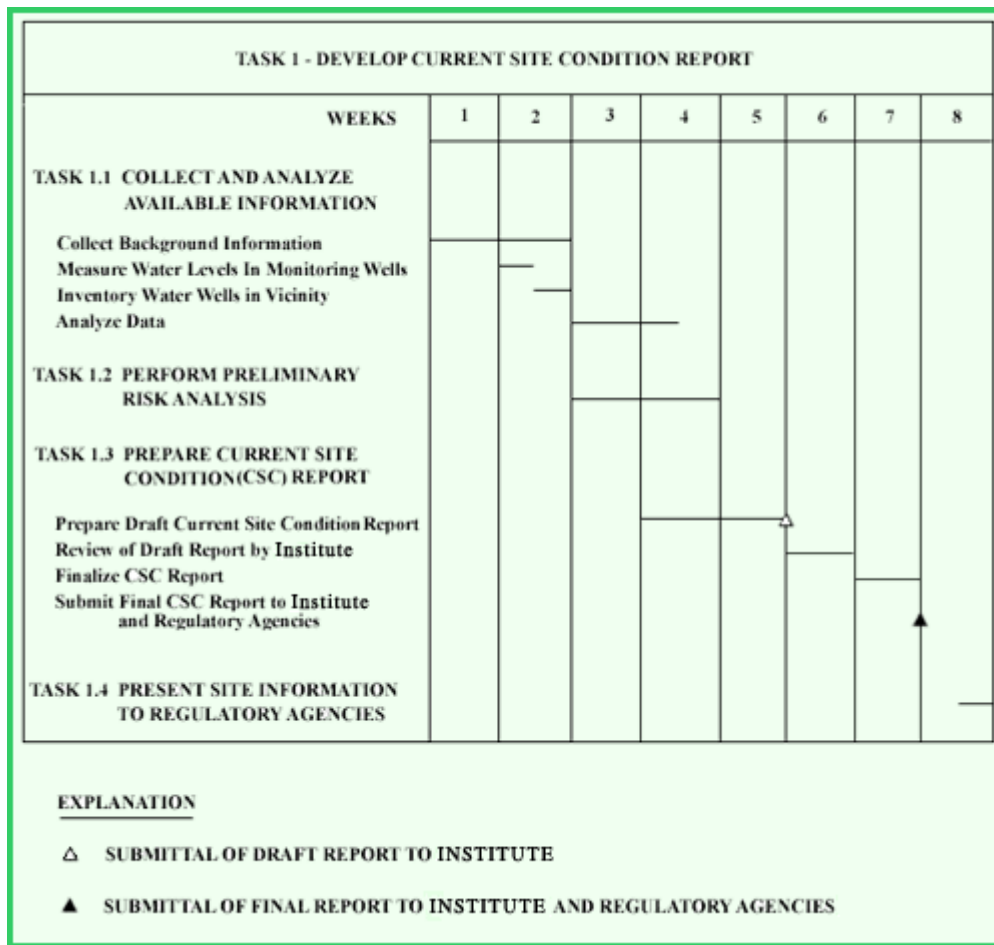 TASK 1 - DEVELOP CURRENT SITE CONDITION REPORT
WEEKS 1 2 3 4 5 6 7 8
TASK 1.1 COLLECT AND ANALYZE
AVAILABLE INFORMATION
Collect Background Information
Measure Water Levels In Monitoring Wells
Inventory Water Wells in Vicinity
Analyze Data
TASK 1.2 PERFORM PRELIMINARY
RISK ANALYSIS
TASK 1.3 PREPARE CURRENT SITE
CONDITION(CSC) REPORT
Prepare Draft Current Site Condition Report
Review of Draft Report by Institute
Finalize CSC Report
Submit Final CSC Report to Institute
and Regulatory Agencies
TASK 1.4 PRESENT SITE INFORMATION
TO REGULATORY AGENCIES
EXPLANATION
SUBMITTAL OF DRAFT REPORT TO INSTITUTE
SUBMITTAL OF FINAL REPORT TO INSTITUTE AND REGULATORY AGENCIES